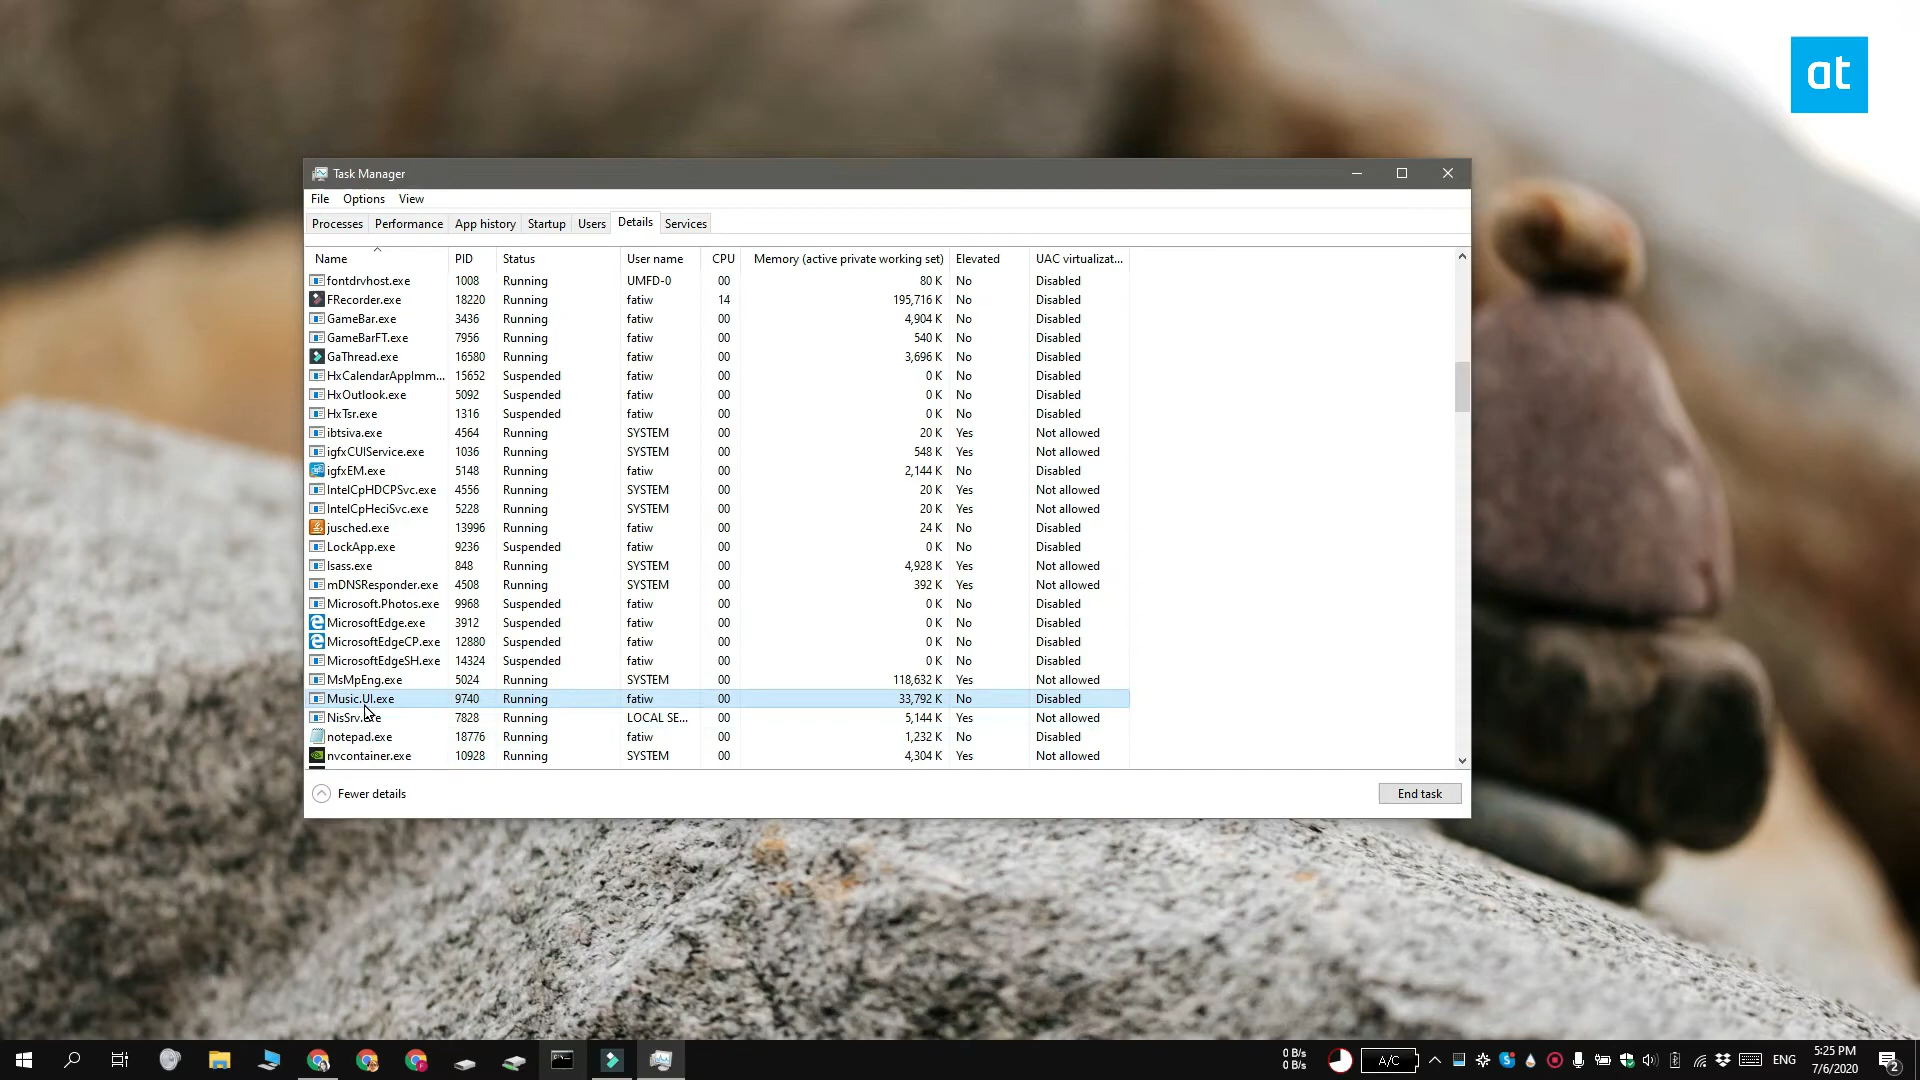 at
Task Manager
File Options View
Processes Performance App history Startup Users Details Services
Name PID Status User name CPU Memory (active private working set) Elevated UAC virtualizat...
fontdrvhost.exe 1008 Running UMFD-0 00 80 K No Disabled
FRecorder.exe 18220 Running fatiw 14 195,716 K No Disabled
GameBar.exe 3436 Running fatiw 00 4,904 K No Disabled
GameBarFT.exe 7956 Running fatiw 00 540 K No Disabled
GaThread.exe 16580 Running fatiw 00 3,696 K No Disabled
HxCalendarAppImm... 15652 Suspended fatiw 00 0 K No Disabled
HxOutlook.exe 5092 Suspended fatiw 00 0 K No Disabled
HxTsr.exe 1316 Suspended fatiw 00 0 K No Disabled
ibtsiva.exe 4564 Running SYSTEM 00 20 K Yes Not allowed
igfxCUIService.exe 1036 Running SYSTEM 00 548 K Yes Not allowed
igfxEM.exe 5148 Running fatiw 00 2,144 K No Disabled
IntelCpHDCPSvc.exe 4556 Running SYSTEM 00 20 K Yes Not allowed
IntelCpHeciSvc.exe 5228 Running SYSTEM 00 20 K Yes Not allowed
jusched.exe 13996 Running fatiw 00 24 K No Disabled
LockApp.exe 9236 Suspended fatiw 00 0 K No Disabled
lsass.exe 848 Running SYSTEM 00 4,928 K Yes Not allowed
mDNSResponder.exe 4508 Running SYSTEM 00 392 K Yes Not allowed
Microsoft.Photos.exe 9968 Suspended fatiw 00 0 K No Disabled
MicrosoftEdge.exe 3912 Suspended fatiw 00 0 K No Disabled
MicrosoftEdgeCP.exe 12880 Suspended fatiw 00 0 K No Disabled
MicrosoftEdgeSH.exe 14324 Suspended fatiw 00 0 K No Disabled
MsMpEng.exe 5024 Running SYSTEM 00 118,632 K Yes Not allowed
Music.UI.exe 9740 Running fatiw 00 33,792 K No Disabled
NisSrv.exe 7828 Running LOCAL SE... 00 5,144 K Yes Not allowed
notepad.exe 18776 Running fatiw 00 1,232 K No Disabled
nvcontainer.exe 10928 Running SYSTEM 00 4,304 K Yes Not allowed
Fewer details End task
0 B/s
0 B/s
A/C
ENG
5:25 PM
7/6/2020
2